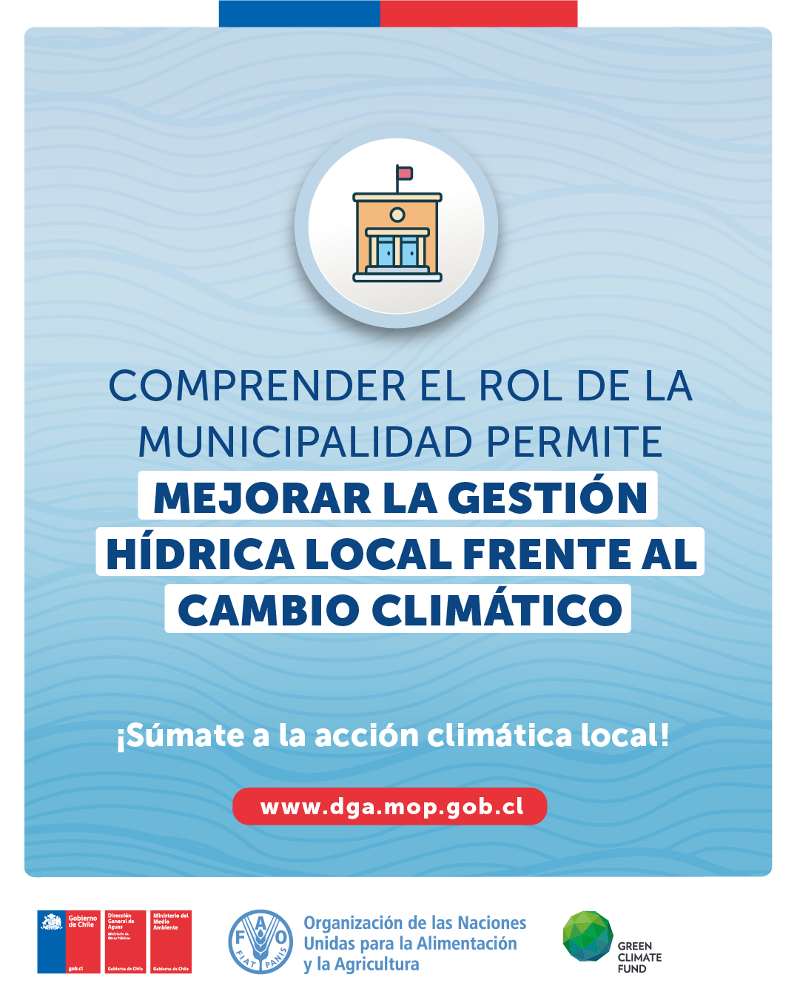 COMPRENDER EL ROL DE LA
MUNICIPALIDAD PERMITE
MEJORAR LA GESTIÓN
HÍDRICA LOCAL FRENTE AL
CAMBIO CLIMÁTICO
¡Súmate a la acción climática local!
www.dga.mop.gob.cl
Gobierno
de Chile
gob.cl
Dirección
General de
Aguas
Ministerio de
Obras Públicas
Gobierno de Chile
Ministerio del
Medio
Ambiente
Gobierno de Chile
FAO
FIAT PANIS
Organización de las Naciones
Unidas para la Alimentación
y la Agricultura
GREEN
CLIMATE
FUND